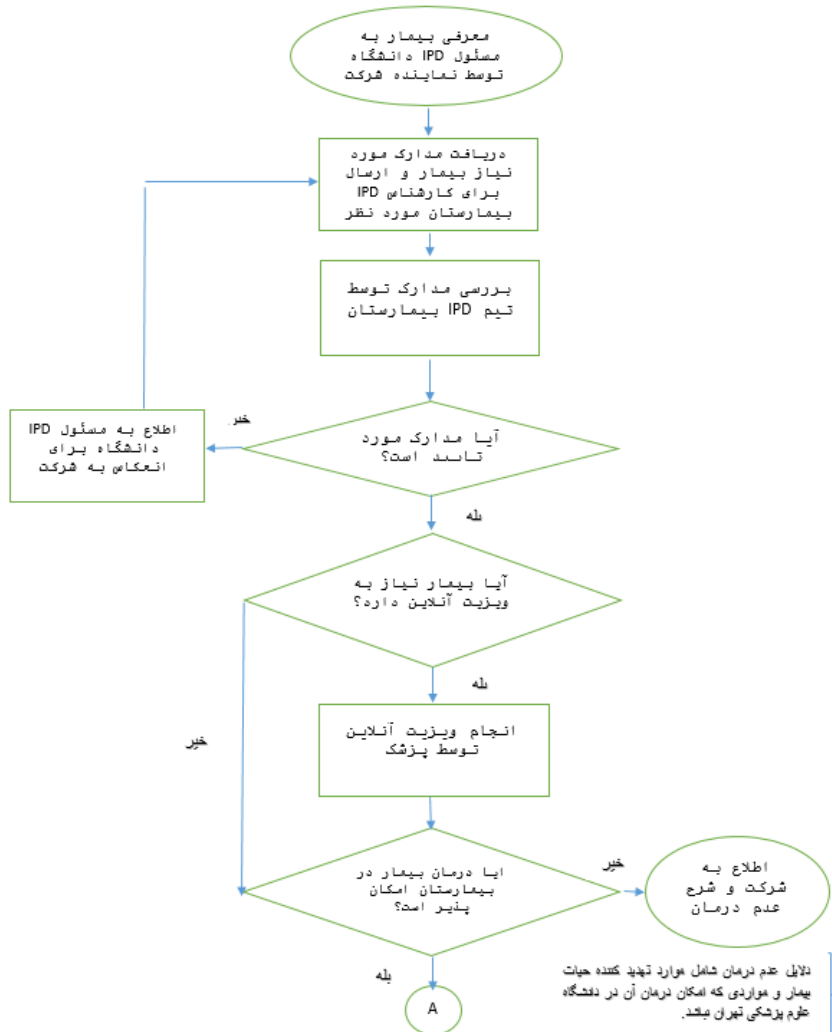 معرفی بیمار به
مسئول IPD دانشگاه
توسط نماینده شرکت
دریافت مدارک مورد
نیاز بیمار و ارسال
برای کارشناس IPD
بیمارستان مورد نظر
بررسی مدارک توسط
تیم IPD بیمارستان
آیا مدارک مورد
تایید است؟
خیر
اطلاع به مسئول IPD
دانشگاه برای
انعکاس به شرکت
بله
آیا بیمار نیاز به
ویزیت آنلاین دارد؟
بله
خیر
انجام ویزیت آنلاین
توسط پزشک
ایا درمان بیمار در
بیمارستان امکان
پذیر است؟
خیر
اطلاع به
شرکت و شرح
عدم درمان
بله
A
دلایل عدم درمان شامل موارد تهدید کننده حیات
بیمار و مواردی که امکان درمان آن در دانشگاه
علوم پزشکی تهران نباشد.